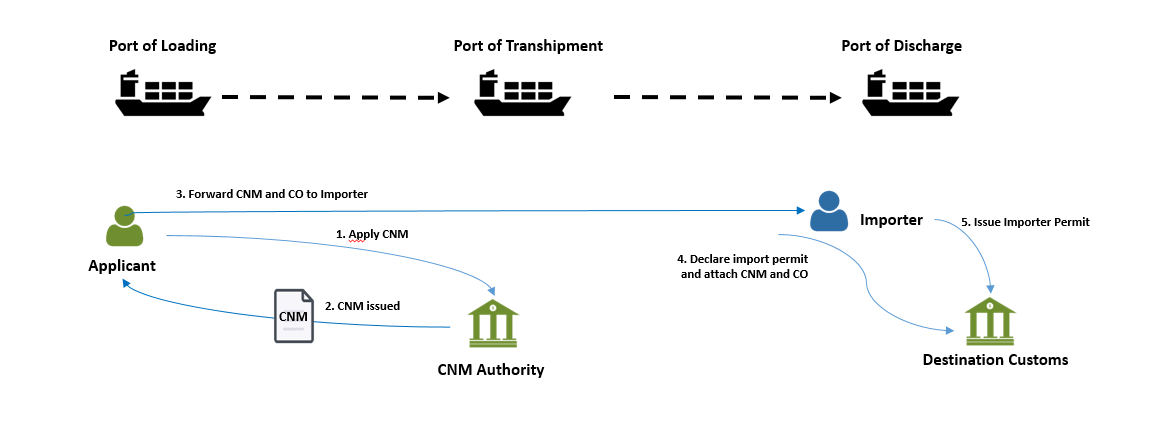 Port of Loading
Port of Transhipment
Port of Discharge
3. Forward CNM and CO to Importer
Importer
5. Issue Importer Permit
1. Apply CNM
Applicant
4. Declare import permit
and attach CNM and CO
2. CNM issued
CNM
CNM Authority
Destination Customs